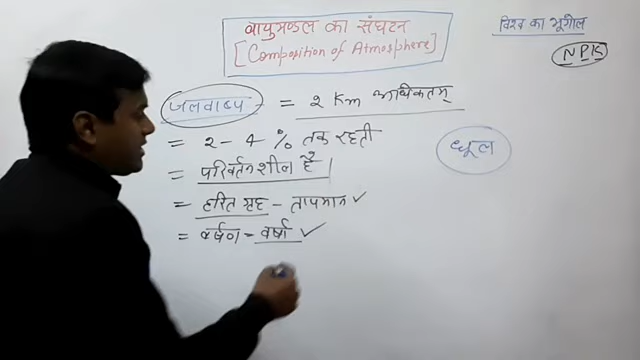 वायुमण्डल का संघटन
[Composition of Atmosphere]
विश्व का भूगोल
NPK
जलवाष्प = 2 Km अधिकतम्
= 2 - 4 % तक रहती
= परिवर्तनशील है।
= हरित गृह - तापमान ✓
= वर्षण - वर्षा ✓
धूल